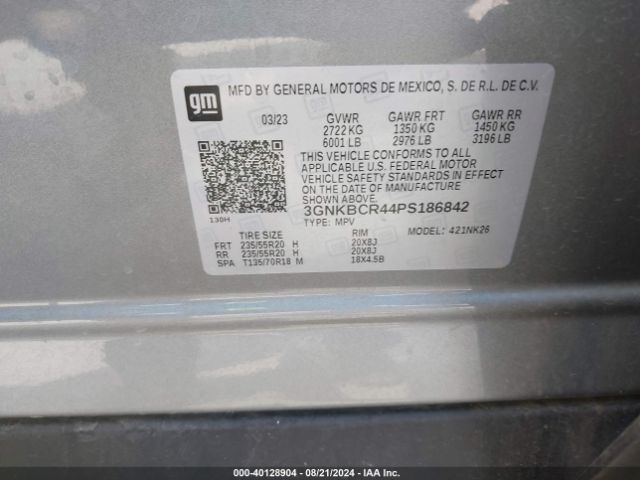 gm
MFD BY GENERAL MOTORS DE MEXICO, S. DE R.L. DE C.V.
03/23 GVWR GAWR FRT GAWR RR
2722 KG 1350 KG 1450 KG
6001 LB 2976 LB 3196 LB
THIS VEHICLE CONFORMS TO ALL
APPLICABLE U.S. FEDERAL MOTOR
VEHICLE SAFETY STANDARDS IN EFFECT
ON THE DATE OF MANUFACTURE
SHOWN ABOVE.
3GNKBCR44PS186842
130H
TYPE: MPV MODEL: 421NK26
TIRE SIZE RIM
FRT 235/55R20 H 20X8J
RR 235/55R20 H 20X8J
SPA T135/70R18 M 18X4.5B
000-40128904 - 08/21/2024 - IAAI.com